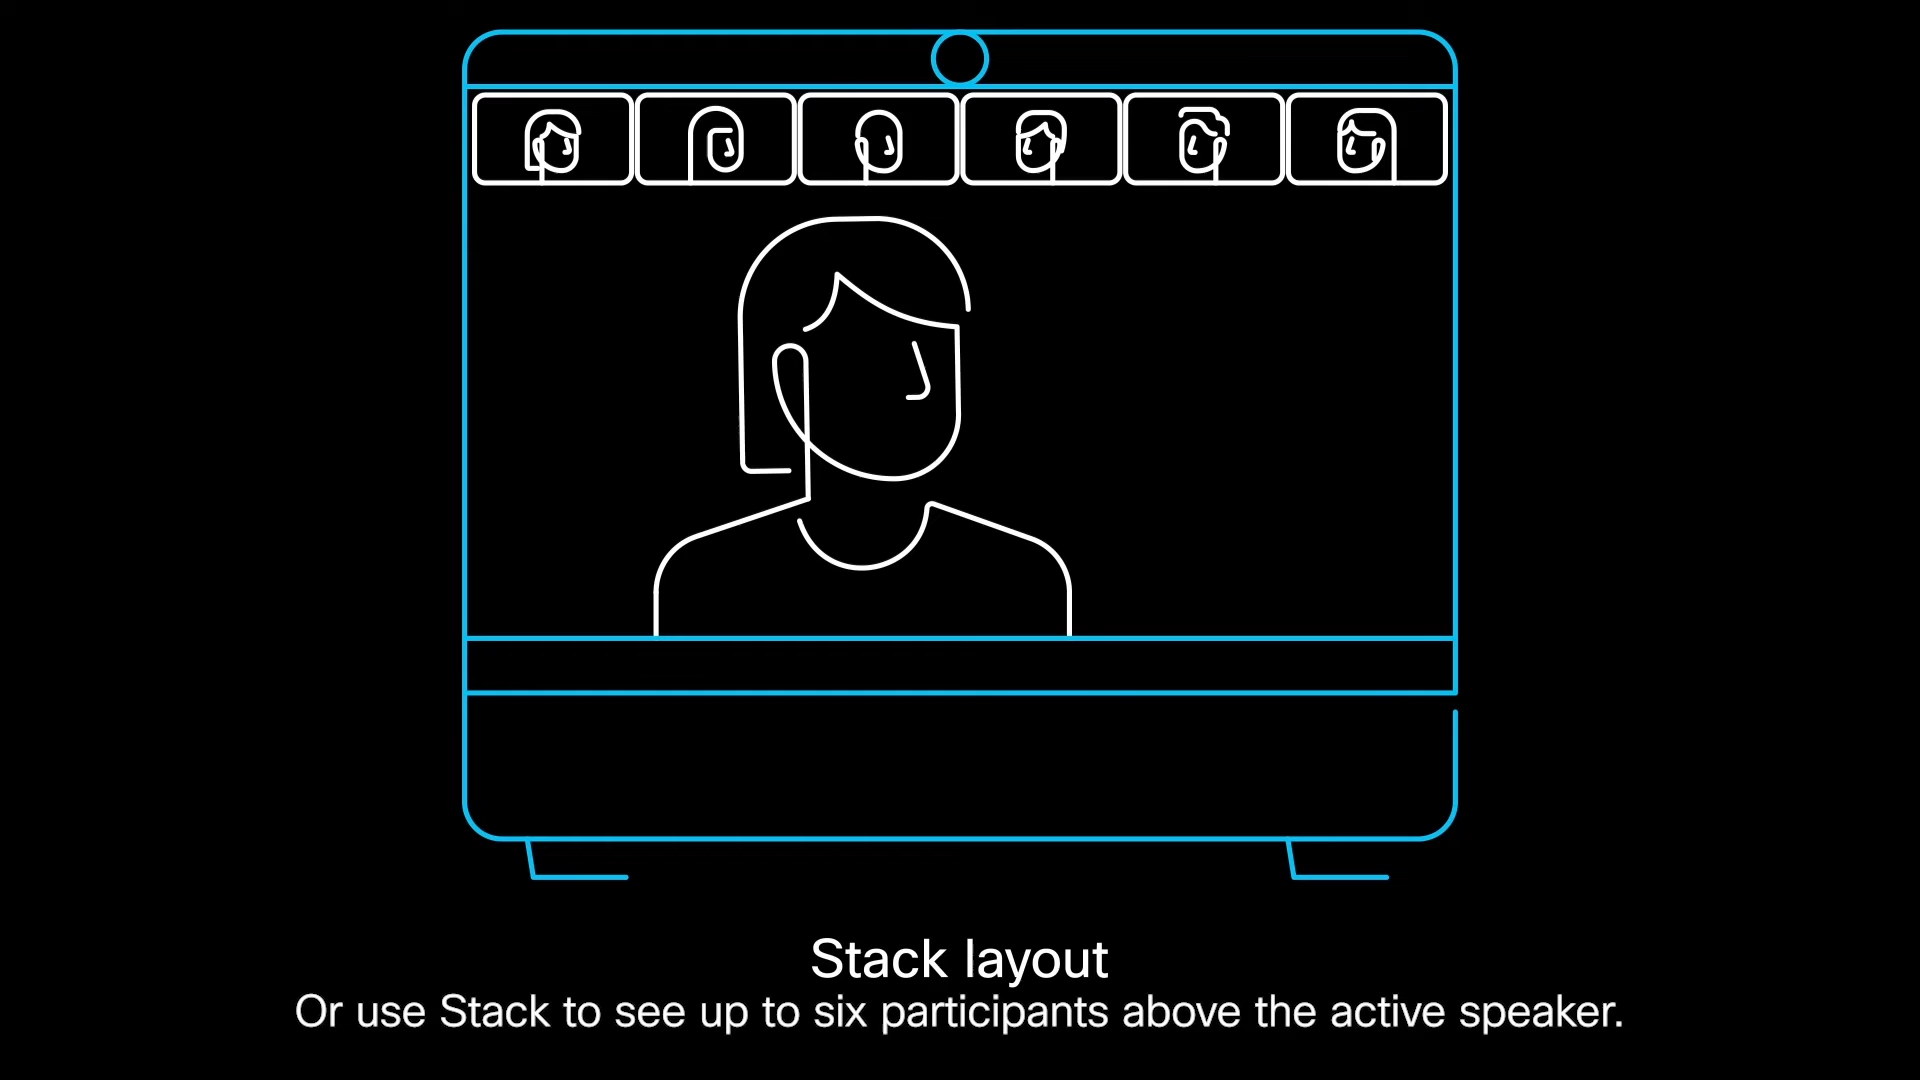 Stack layout
Or use Stack to see up to six participants above the active speaker.